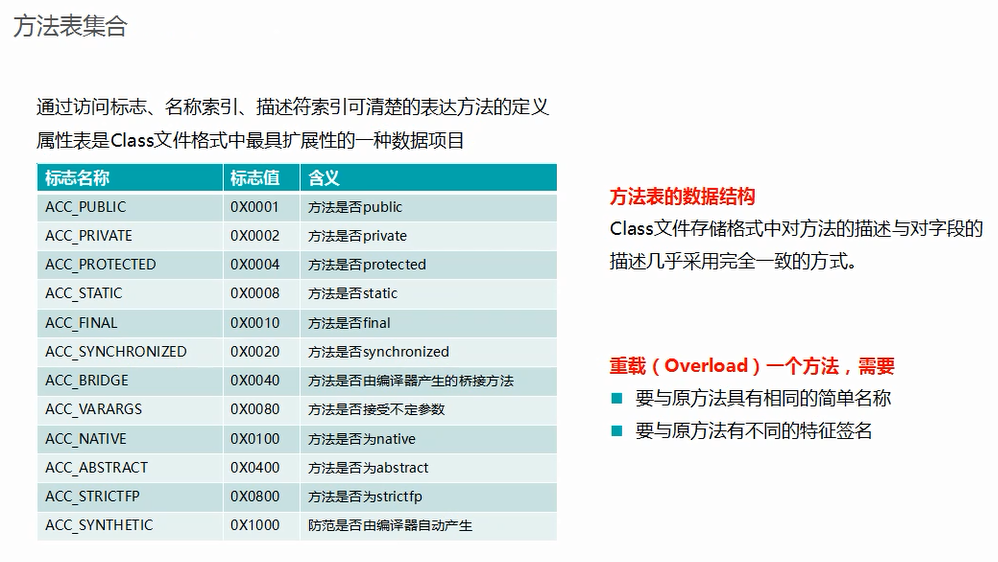 方法表集合
通过访问标志、名称索引、描述符索引可清楚的表达方法的定义
属性表是Class文件格式中最具扩展性的一种数据项目
标志名称 标志值 含义
ACC_PUBLIC 0X0001 方法是否public
ACC_PRIVATE 0X0002 方法是否private
ACC_PROTECTED 0X0004 方法是否protected
ACC_STATIC 0X0008 方法是否static
ACC_FINAL 0X0010 方法是否final
ACC_SYNCHRONIZED 0X0020 方法是否synchronized
ACC_BRIDGE 0X0040 方法是否由编译器产生的桥接方法
ACC_VARARGS 0X0080 方法是否接受不定参数
ACC_NATIVE 0X0100 方法是否为native
ACC_ABSTRACT 0X0400 方法是否为abstract
ACC_STRICTFP 0X0800 方法是否为strictfp
ACC_SYNTHETIC 0X1000 防范是否由编译器自动产生
方法表的数据结构
Class文件存储格式中对方法的描述与对字段的
描述几乎采用完全一致的方式。
重载（Overload）一个方法，需要
■ 要与原方法具有相同的简单名称
■ 要与原方法有不同的特征签名